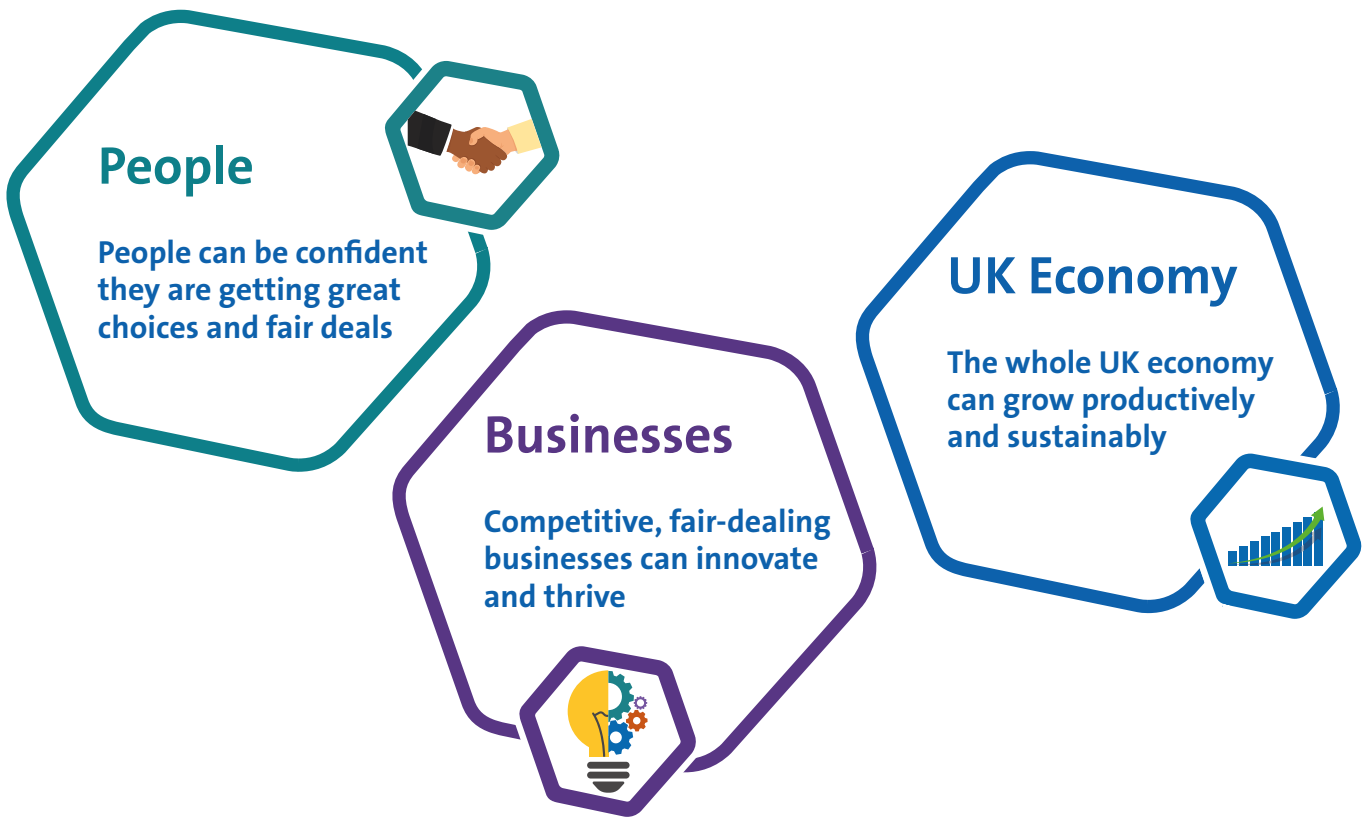 People
People can be confident
they are getting great
choices and fair deals
Businesses
Competitive, fair-dealing
businesses can innovate
and thrive
UK Economy
The whole UK economy
can grow productively
and sustainably